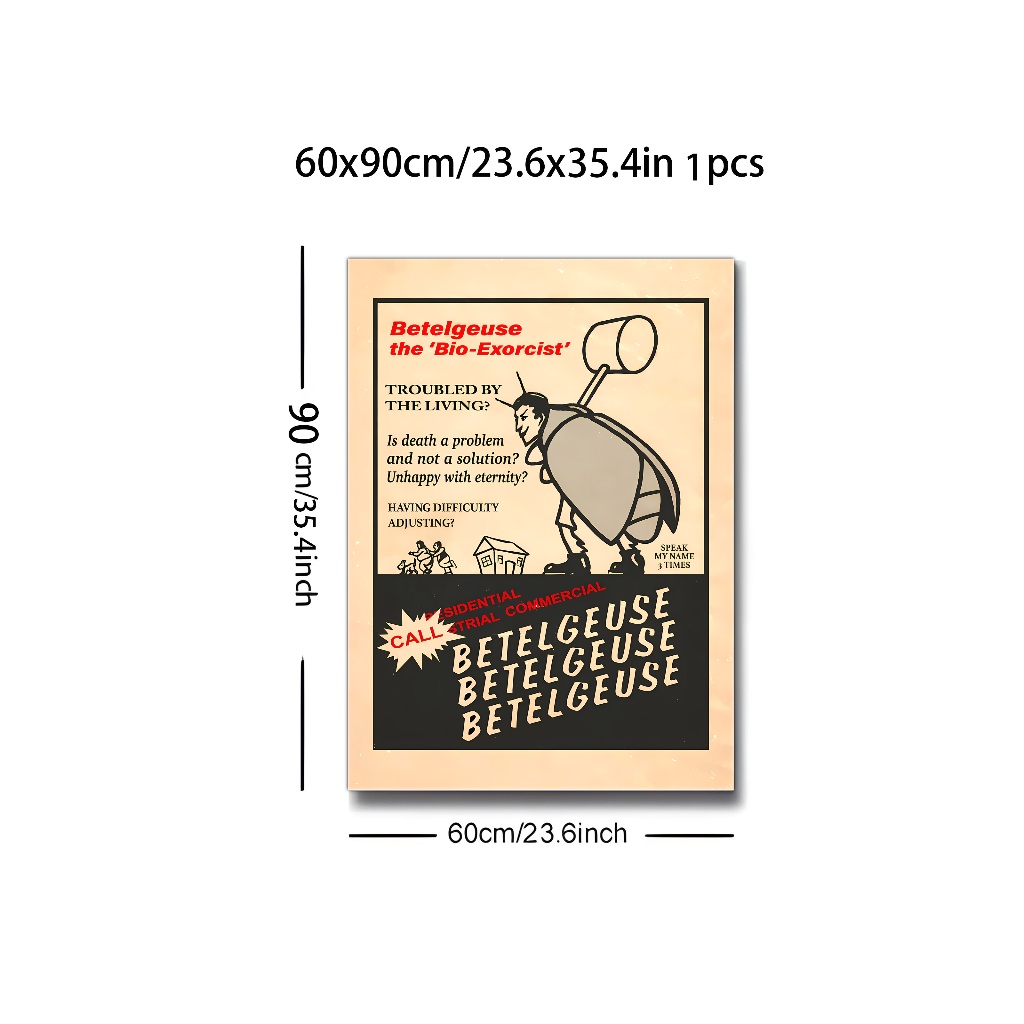 60x90cm/23.6x35.4in 1pcs
90 cm/35.4inch
Betelgeuse
the ‘Bio-Exorcist’
TROUBLED BY
THE LIVING?
Is death a problem
and not a solution?
Unhappy with eternity?
HAVING DIFFICULTY
ADJUSTING?
SPEAK
MY NAME
3 TIMES
COMMERCIAL
CALL
BETELGEUSE
BETELGEUSE
BETELGEUSE
60cm/23.6inch